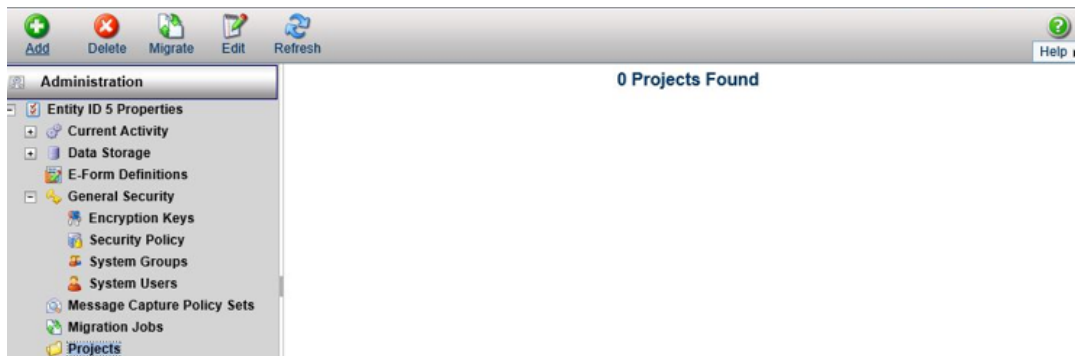 Add Delete Migrate Edit Refresh Help
Administration
0 Projects Found
Entity ID 5 Properties
Current Activity
Data Storage
E-Form Definitions
General Security
Encryption Keys
Security Policy
System Groups
System Users
Message Capture Policy Sets
Migration Jobs
Projects